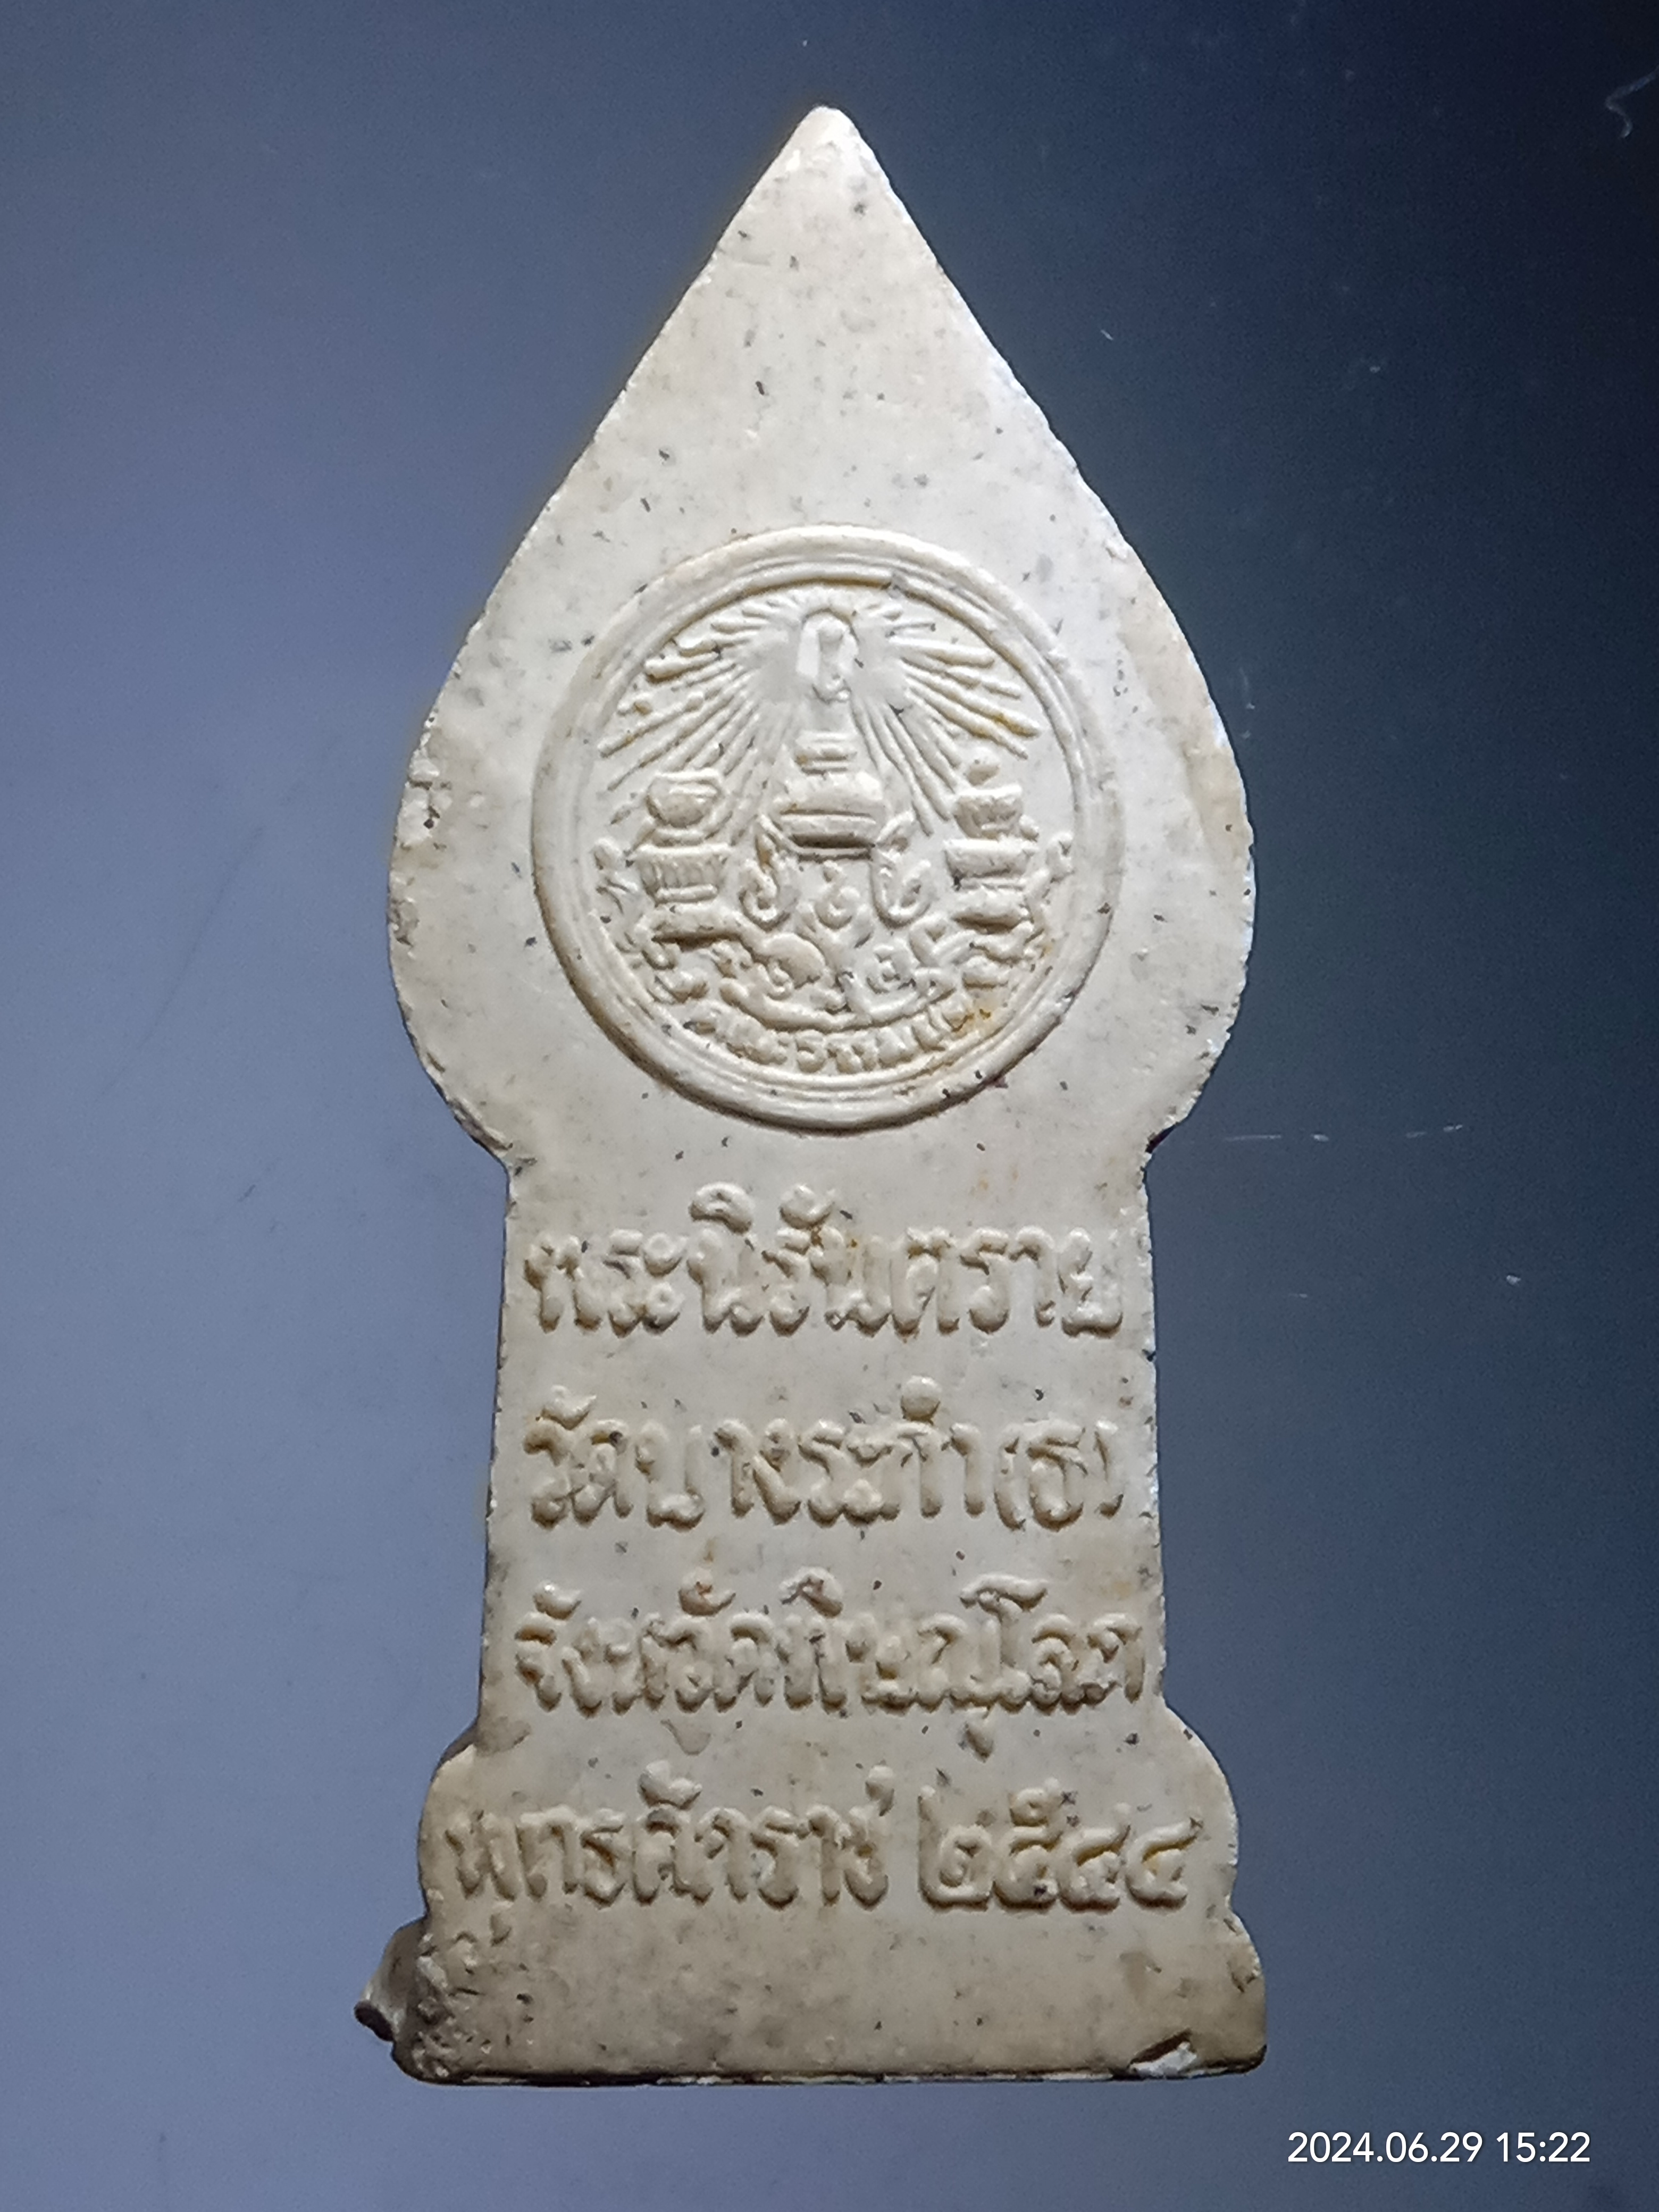 พระนิรันตราย
วัดบางระกำ(ธ)
จังหวัดพิษณุโลก
พุทธศักราช ๒๕๔๔
2024.06.29 15:22